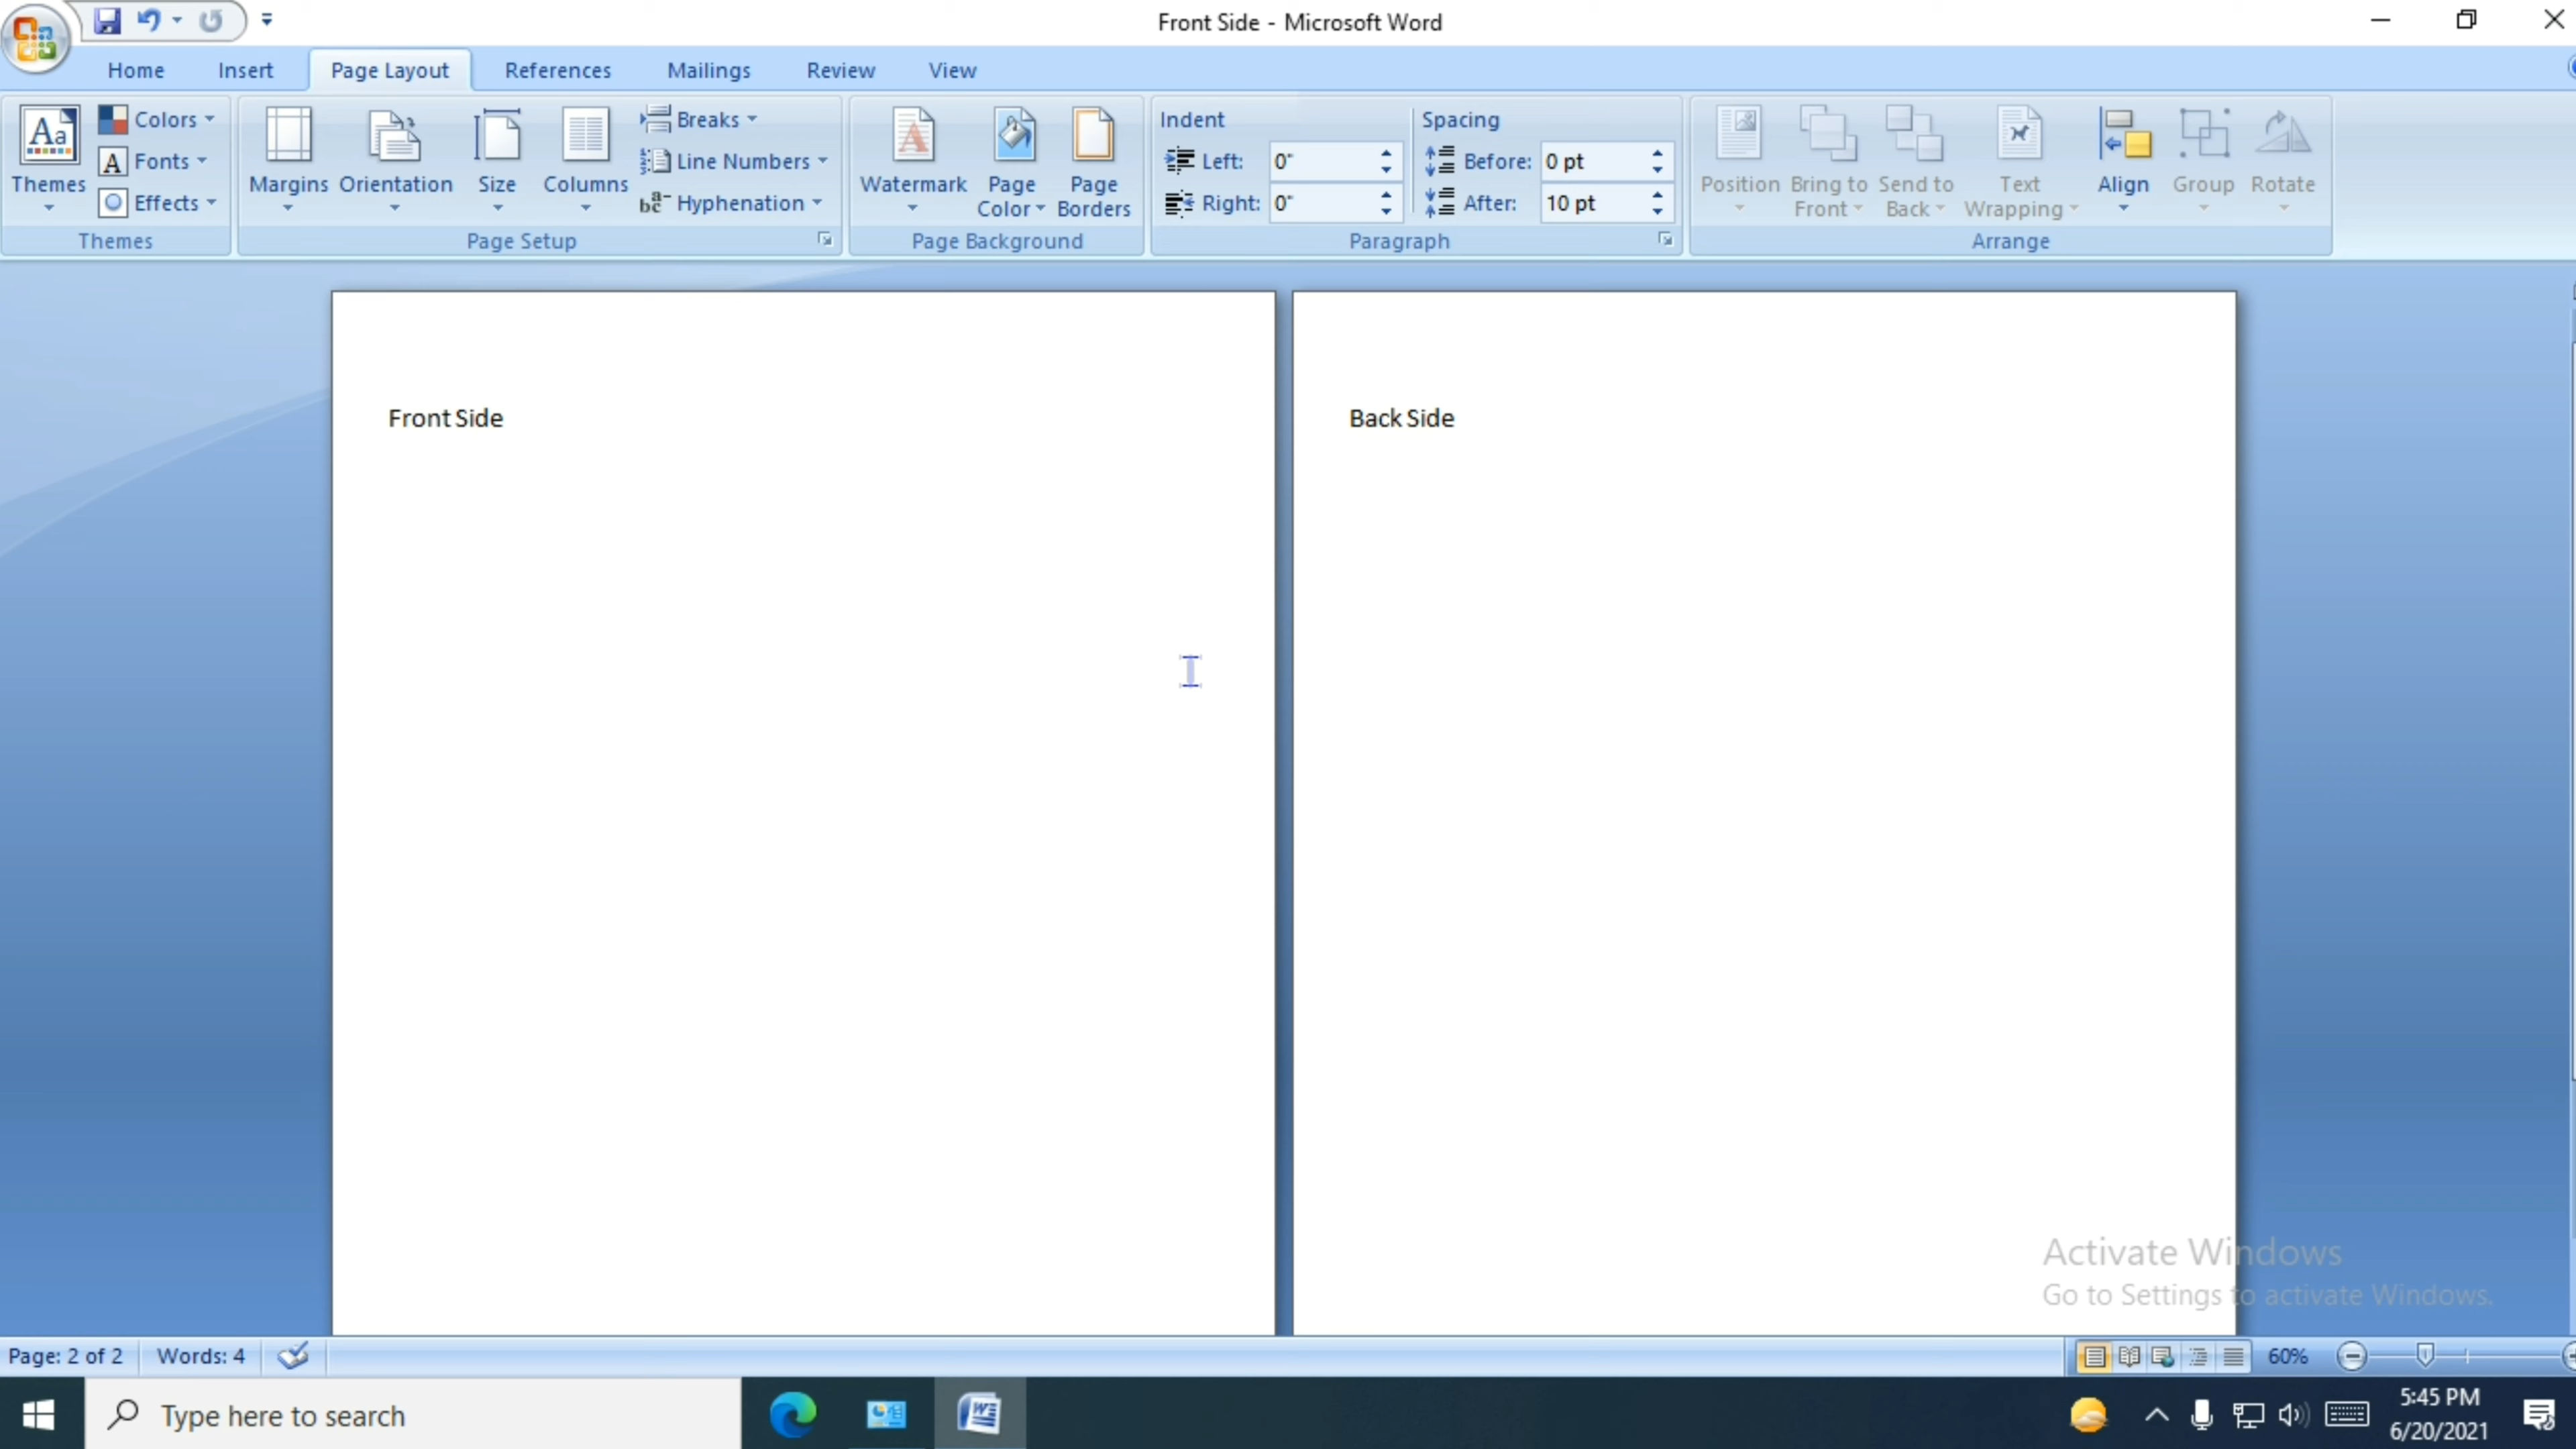 Front Side - Microsoft Word
Home Insert Page Layout References Mailings Review View
Themes
Colors
Fonts
Effects
Themes
Margins
Orientation
Size
Columns
Breaks
Line Numbers
Hyphenation
Page Setup
Watermark
Page Color
Page Borders
Page Background
Indent
Left: 0"
Right: 0"
Spacing
Before: 0 pt
After: 10 pt
Paragraph
Position
Bring to Front
Send to Back
Text Wrapping
Align
Group
Rotate
Arrange
Front Side
Back Side
Activate Windows
Go to Settings to activate Windows.
Page: 2 of 2 Words: 4 60%
Type here to search
5:45 PM
6/20/2021